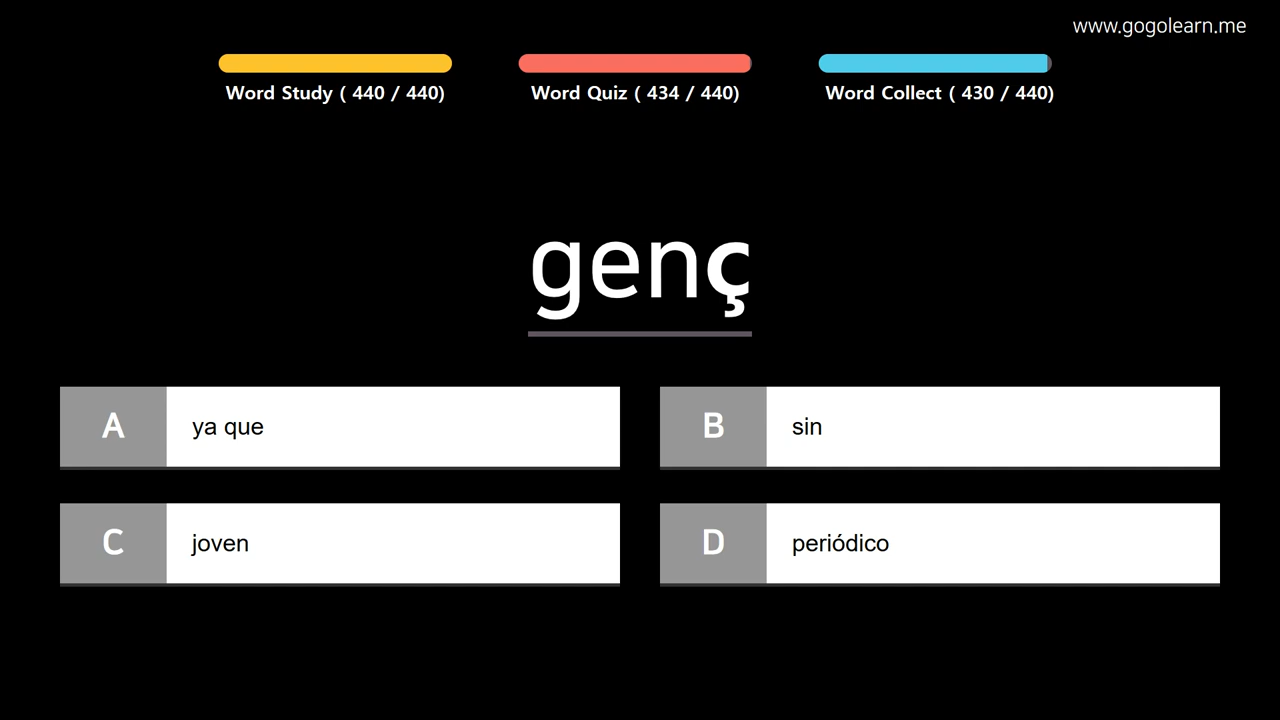 www.gogolearn.me
Word Study ( 440 / 440)
Word Quiz ( 434 / 440)
Word Collect ( 430 / 440)
genç
A ya que
B sin
C joven
D periódico